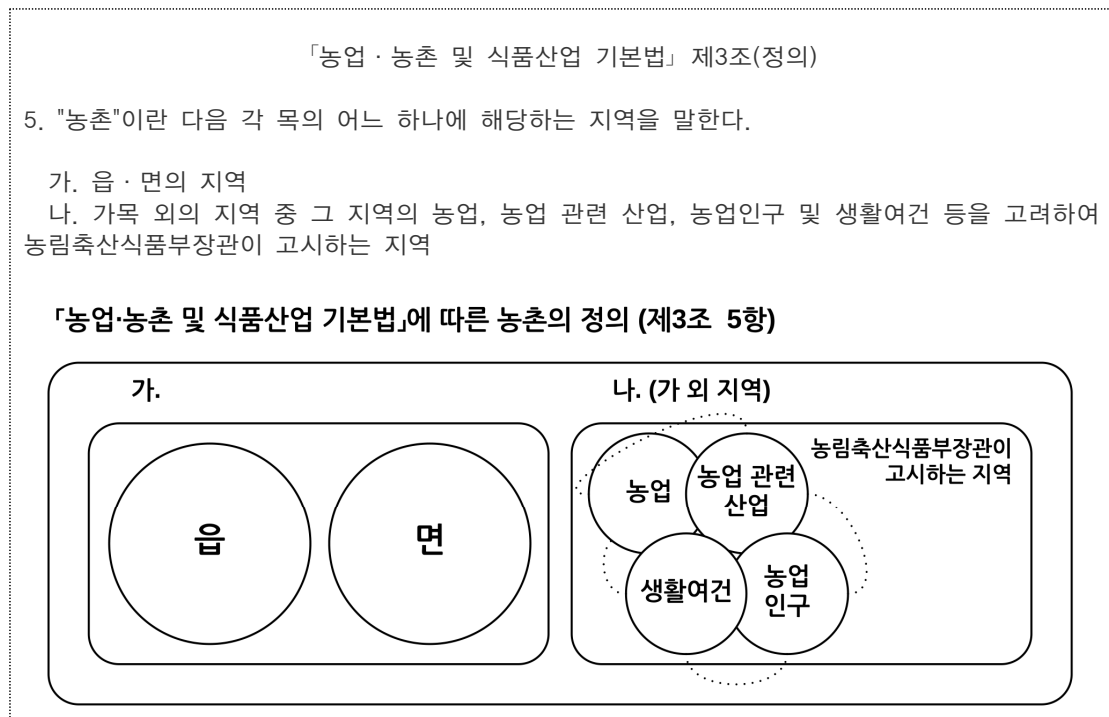 「농업 · 농촌 및 식품산업 기본법」 제3조(정의)
5. "농촌"이란 다음 각 목의 어느 하나에 해당하는 지역을 말한다.
가. 읍 · 면의 지역
나. 가목 외의 지역 중 그 지역의 농업, 농업 관련 산업, 농업인구 및 생활여건 등을 고려하여
농림축산식품부장관이 고시하는 지역
「농업·농촌 및 식품산업 기본법」에 따른 농촌의 정의 (제3조 5항)
가.
읍
면
나. (가 외 지역)
농림축산식품부장관이
고시하는 지역
농업
농업 관련
산업
생활여건
농업
인구